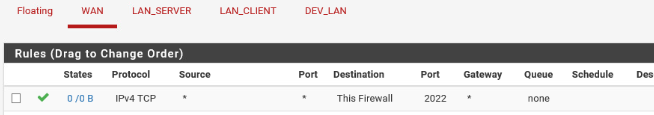 Floating WAN LAN_SERVER LAN_CLIENT DEV_LAN
Rules (Drag to Change Order)
States Protocol Source Port Destination Port Gateway Queue Schedule Des
0 /0 B IPv4 TCP * * This Firewall 2022 * none